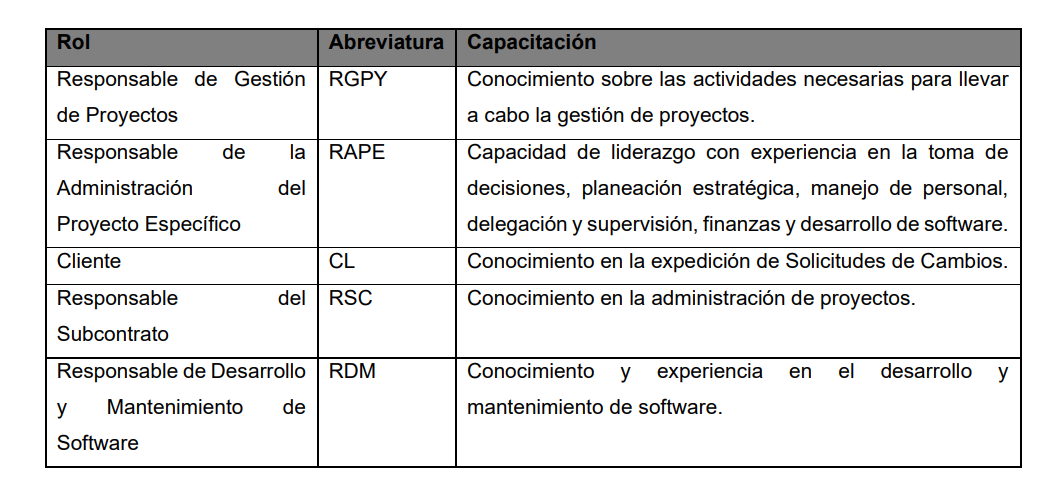 Rol Abreviatura Capacitación
Responsable de Gestión RGPY Conocimiento sobre las actividades necesarias para llevar
de Proyectos a cabo la gestión de proyectos.
Responsable de la RAPE Capacidad de liderazgo con experiencia en la toma de
Administración del decisiones, planeación estratégica, manejo de personal,
Proyecto Específico delegación y supervisión, finanzas y desarrollo de software.
Cliente CL Conocimiento en la expedición de Solicitudes de Cambios.
Responsable del RSC Conocimiento en la administración de proyectos.
Subcontrato
Responsable de Desarrollo RDM Conocimiento y experiencia en el desarrollo y
y Mantenimiento de mantenimiento de software.
Software